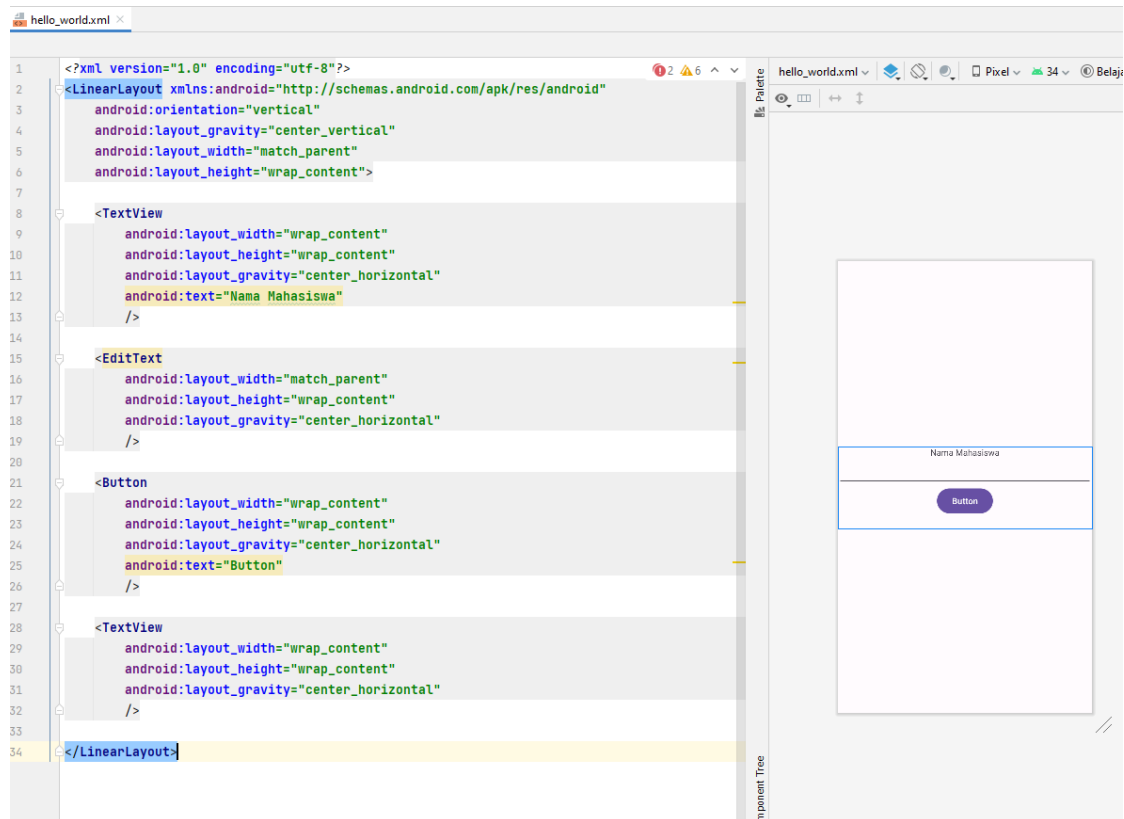 hello_world.xml
2 6
1 <?xml version="1.0" encoding="utf-8"?>
2 <LinearLayout xmlns:android="http://schemas.android.com/apk/res/android"
3 android:orientation="vertical"
4 android:layout_gravity="center_vertical"
5 android:layout_width="match_parent"
6 android:layout_height="wrap_content">
7
8 <TextView
9 android:layout_width="wrap_content"
10 android:layout_height="wrap_content"
11 android:layout_gravity="center_horizontal"
12 android:text="Nama Mahasiswa"
13 />
14
15 <EditText
16 android:layout_width="match_parent"
17 android:layout_height="wrap_content"
18 android:layout_gravity="center_horizontal"
19 />
20
21 <Button
22 android:layout_width="wrap_content"
23 android:layout_height="wrap_content"
24 android:layout_gravity="center_horizontal"
25 android:text="Button"
26 />
27
28 <TextView
29 android:layout_width="wrap_content"
30 android:layout_height="wrap_content"
31 android:layout_gravity="center_horizontal"
32 />
33
34 </LinearLayout>
Palette
hello_world.xml Pixel 34 Belaja
Nama Mahasiswa
Button
mponent Tree